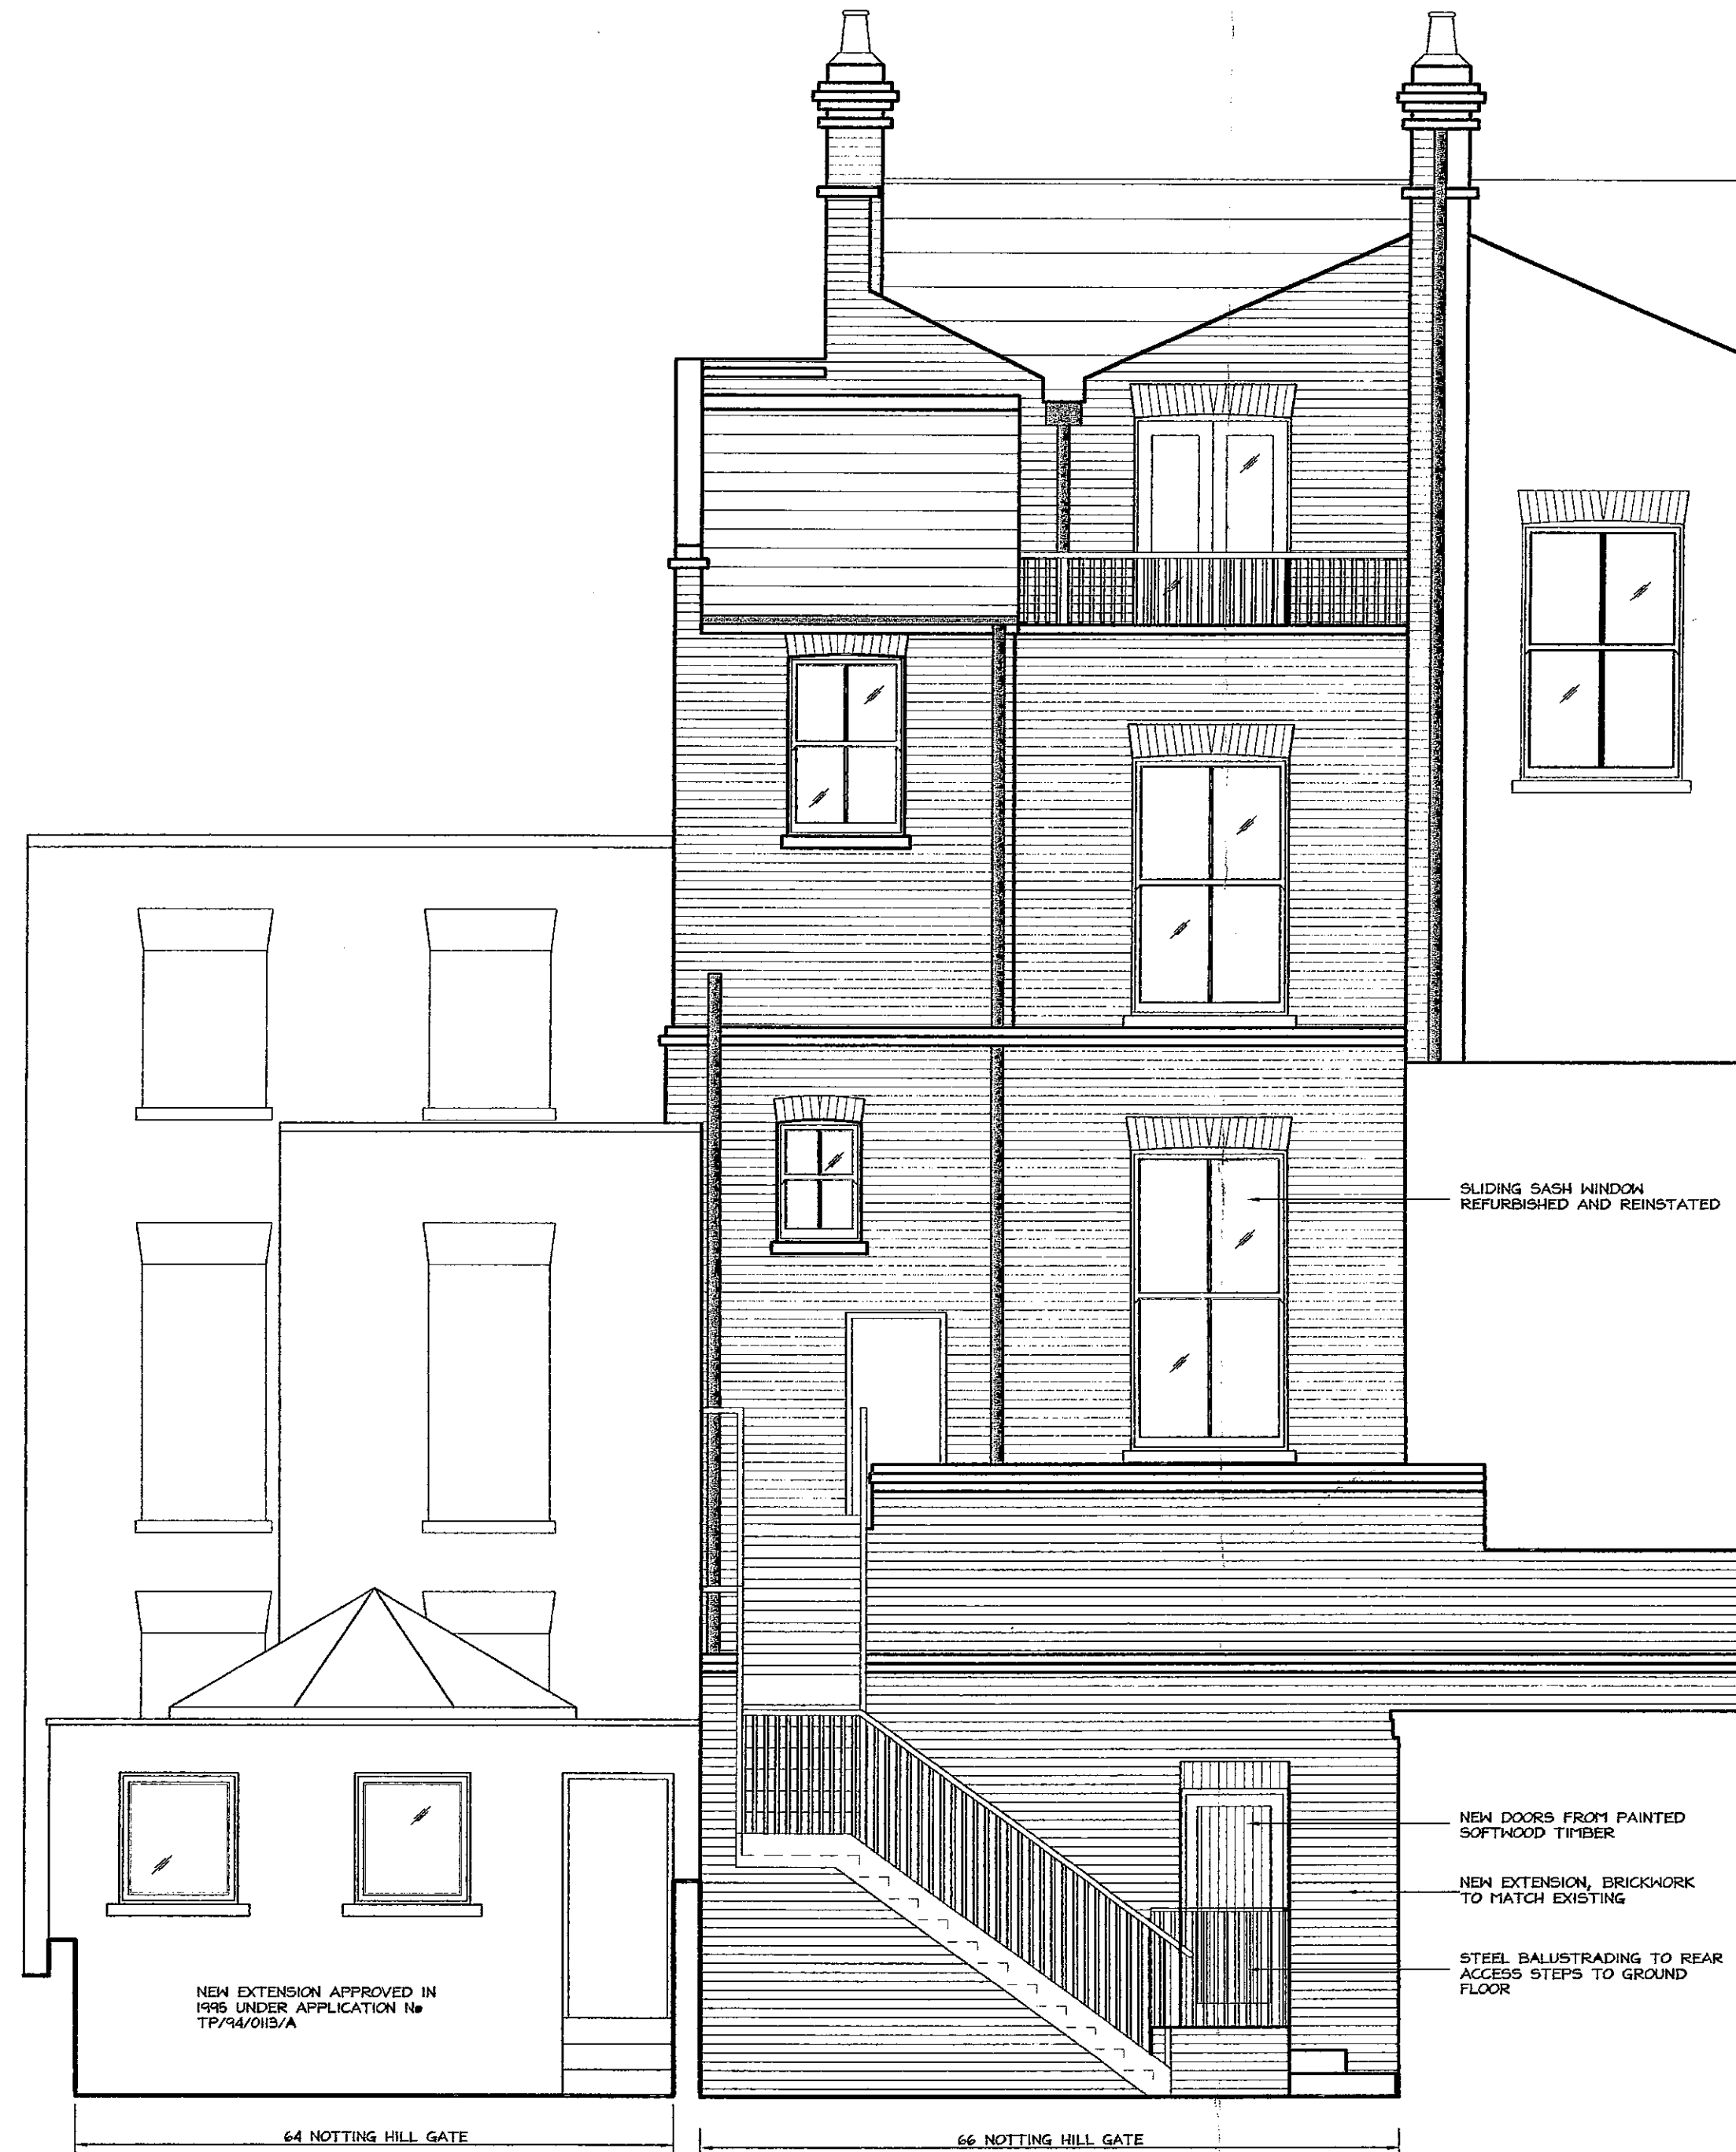 SLIDING SASH WINDOW
REFURBISHED AND REINSTATED
NEW DOORS FROM PAINTED
SOFTWOOD TIMBER
NEW EXTENSION, BRICKWORK
TO MATCH EXISTING
STEEL BALUSTRADING TO REAR
ACCESS STEPS TO GROUND
FLOOR
NEW EXTENSION APPROVED IN
1995 UNDER APPLICATION No
TP/94/0113/A
64 NOTTING HILL GATE
66 NOTTING HILL GATE